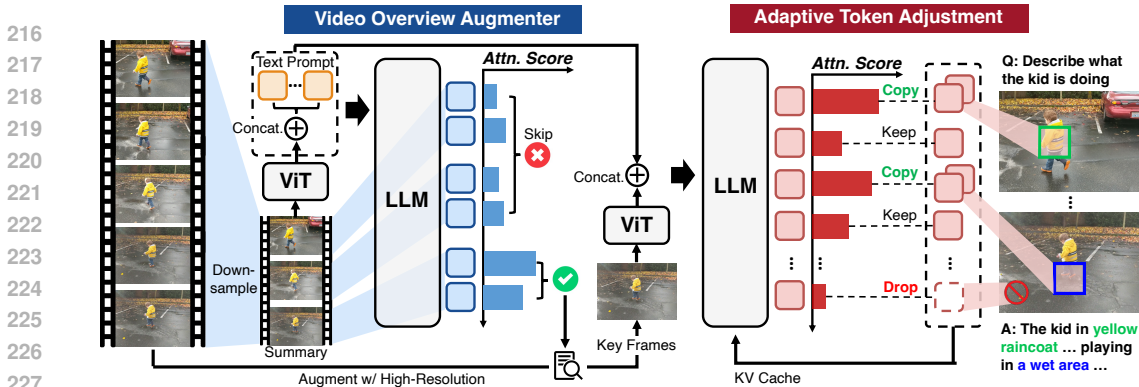 216
217
218
219
220
221
222
223
224
225
226
227
Video Overview Augmenter
Text Prompt
...
Concat.
ViT
Down-
sample
Summary
LLM
Attn. Score
Skip
Augment w/ High-Resolution
Key Frames
ViT
Concat.
Adaptive Token Adjustment
LLM
Attn. Score
Copy
Keep
Copy
Keep
Drop
KV Cache
Q: Describe what
the kid is doing
...
A: The kid in yellow
raincoat ... playing
in a wet area ...